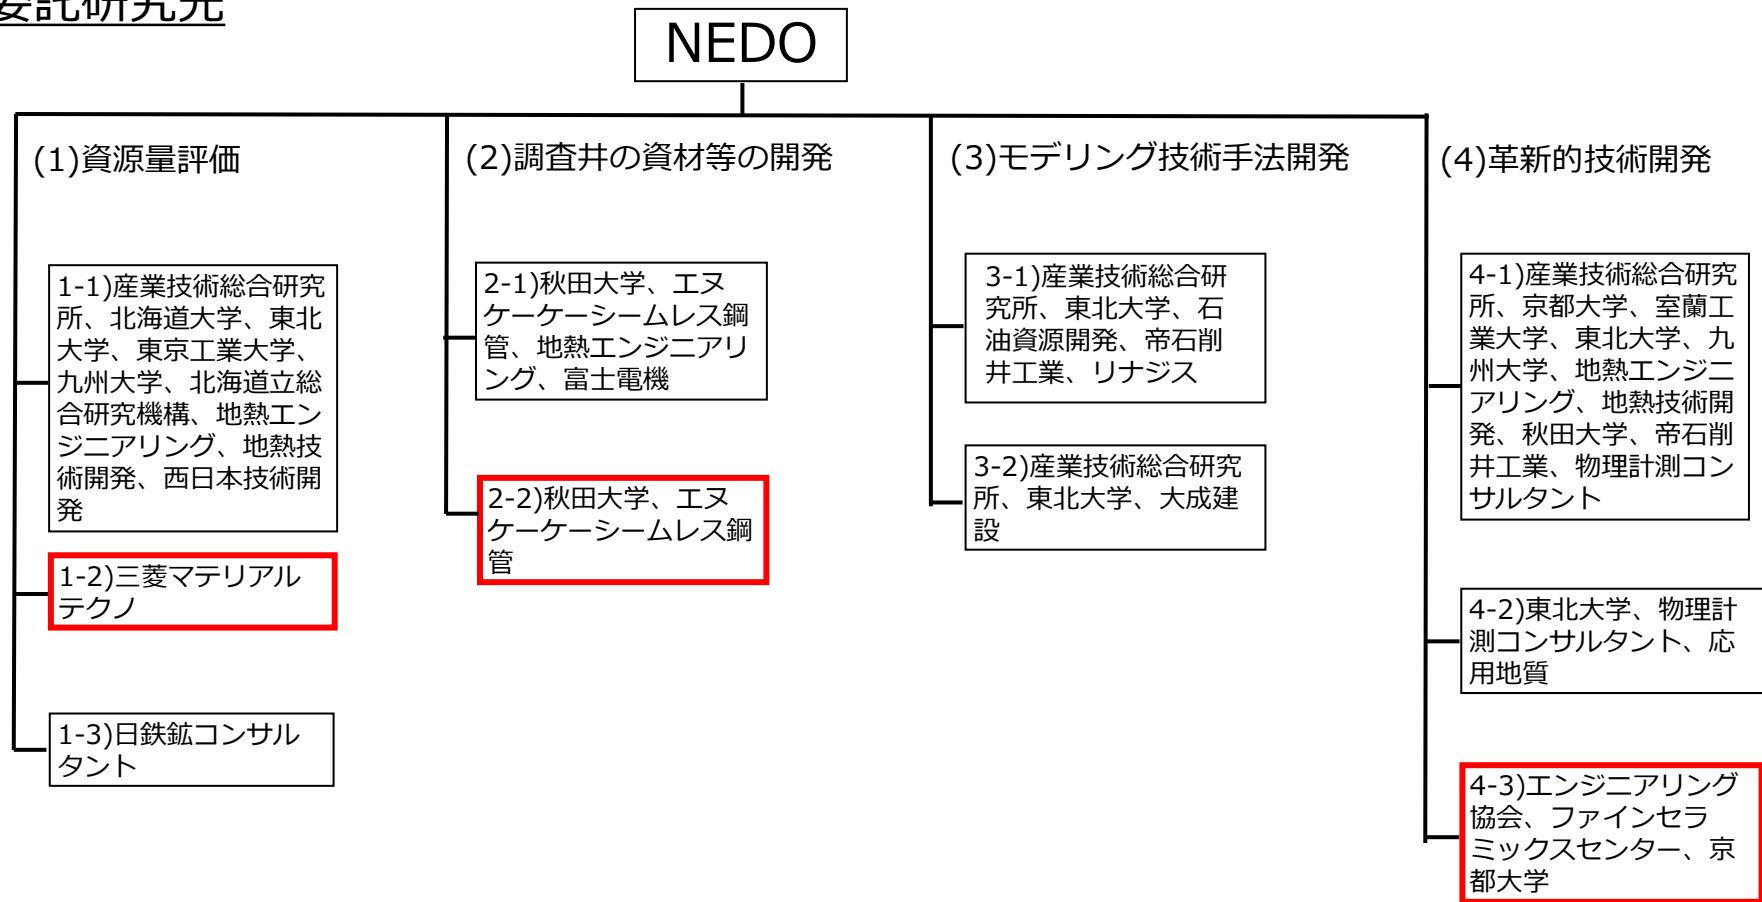 委託研究先
NEDO
(1)資源量評価
1-1)産業技術総合研究
所、北海道大学、東北
大学、東京工業大学、
九州大学、北海道立総
合研究機構、地熱エン
ジニアリング、地熱技
術開発、西日本技術開
発
1-2)三菱マテリアル
テクノ
1-3)日鉄鉱コンサル
タント
(2)調査井の資材等の開発
2-1)秋田大学、エヌ
ケーケーシームレス鋼
管、地熱エンジニアリ
ング、富士電機
2-2)秋田大学、エヌ
ケーケーシームレス鋼
管
(3)モデリング技術手法開発
3-1)産業技術総合研
究所、東北大学、石
油資源開発、帝石削
井工業、リナジス
3-2)産業技術総合研究
所、東北大学、大成建
設
(4)革新的技術開発
4-1)産業技術総合研究
所、京都大学、室蘭工
業大学、東北大学、九
州大学、地熱エンジニ
アリング、地熱技術開
発、秋田大学、帝石削
井工業、物理計測コン
サルタント
4-2)東北大学、物理計
測コンサルタント、応
用地質
4-3)エンジニアリング
協会、ファインセラ
ミックスセンター、京
都大学